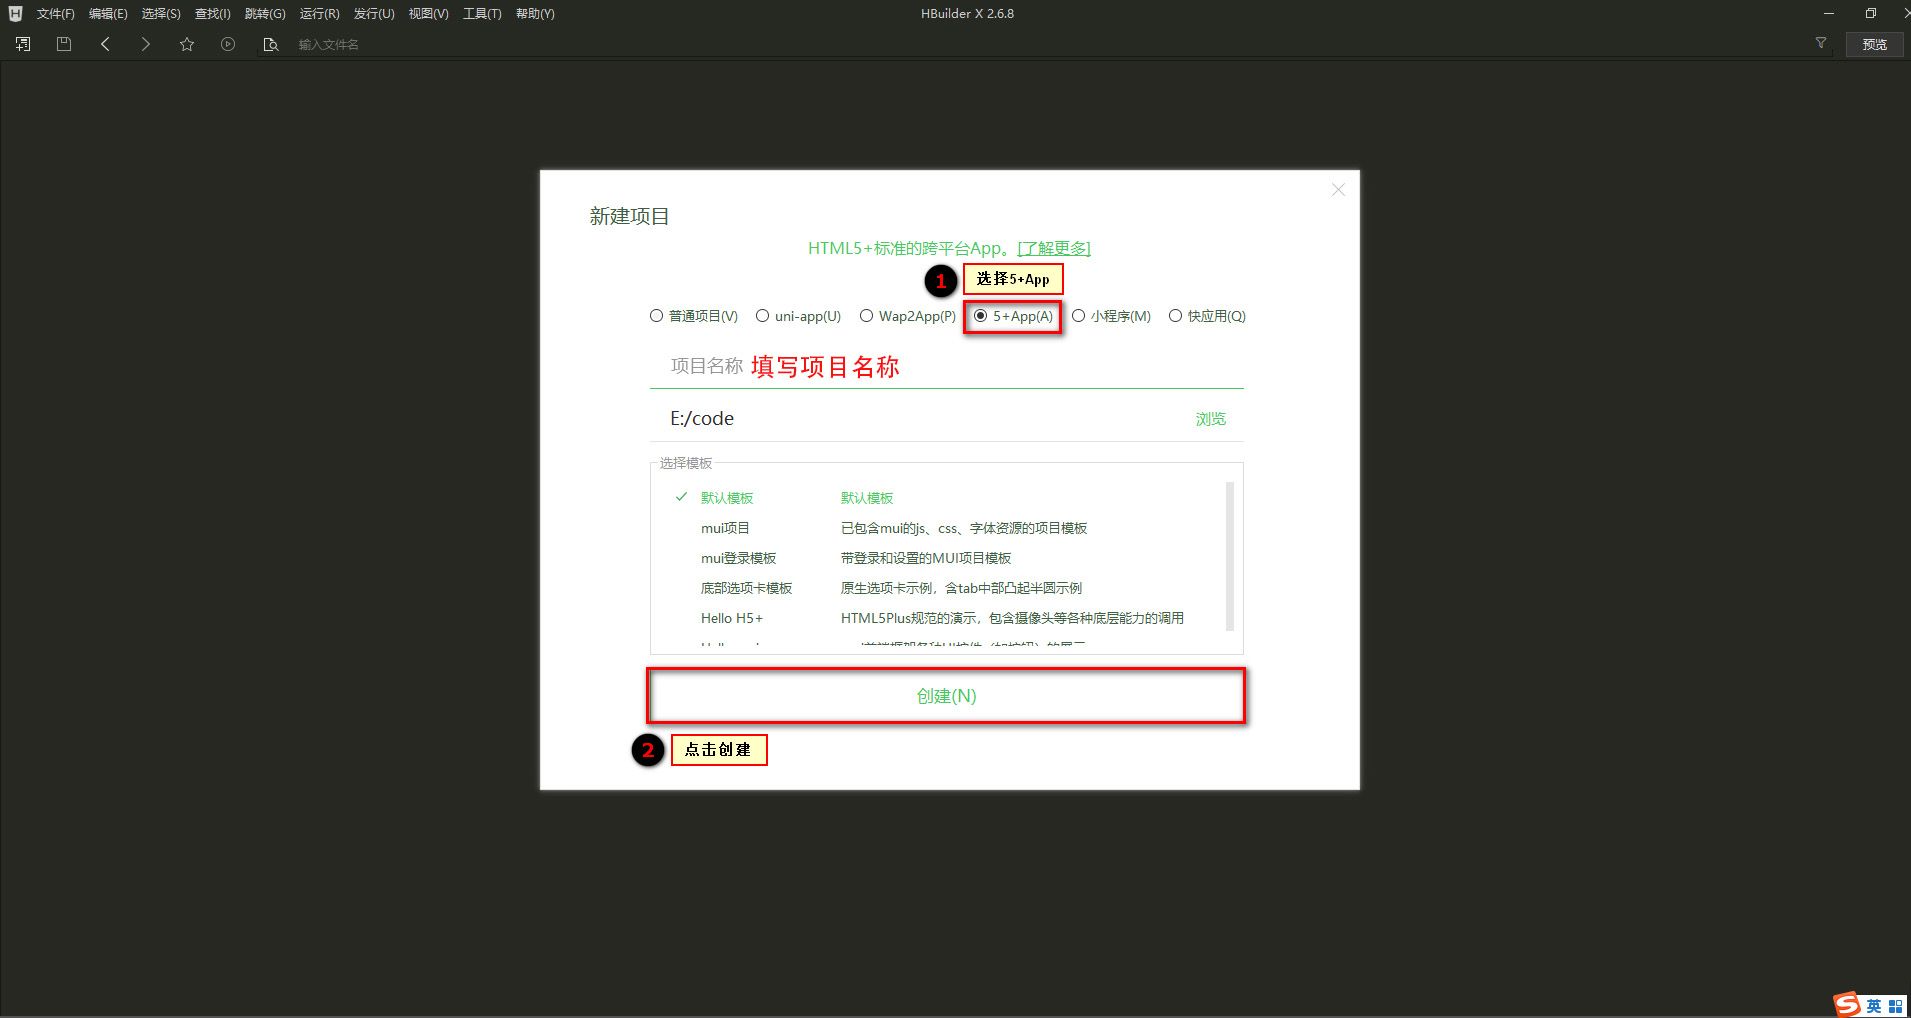 文件(F) 编辑(E) 选择(S) 查找(I) 跳转(G) 运行(R) 发行(U) 视图(V) 工具(T) 帮助(Y) HBuilder X 2.6.8
输入文件名 预览
新建项目
HTML5+标准的跨平台App。[了解更多]
1 选择5+App
普通项目(V) uni-app(U) Wap2App(P) 5+App(A) 小程序(M) 快应用(Q)
项目名称 填写项目名称
E:/code 浏览
选择模板
默认模板 默认模板
mui项目 已包含mui的js、css、字体资源的项目模板
mui登录模板 带登录和设置的MUI项目模板
底部选项卡模板 原生选项卡示例，含tab中部凸起半圆示例
Hello H5+ HTML5Plus规范的演示，包含摄像头等各种底层能力的调用
创建(N)
2 点击创建
英